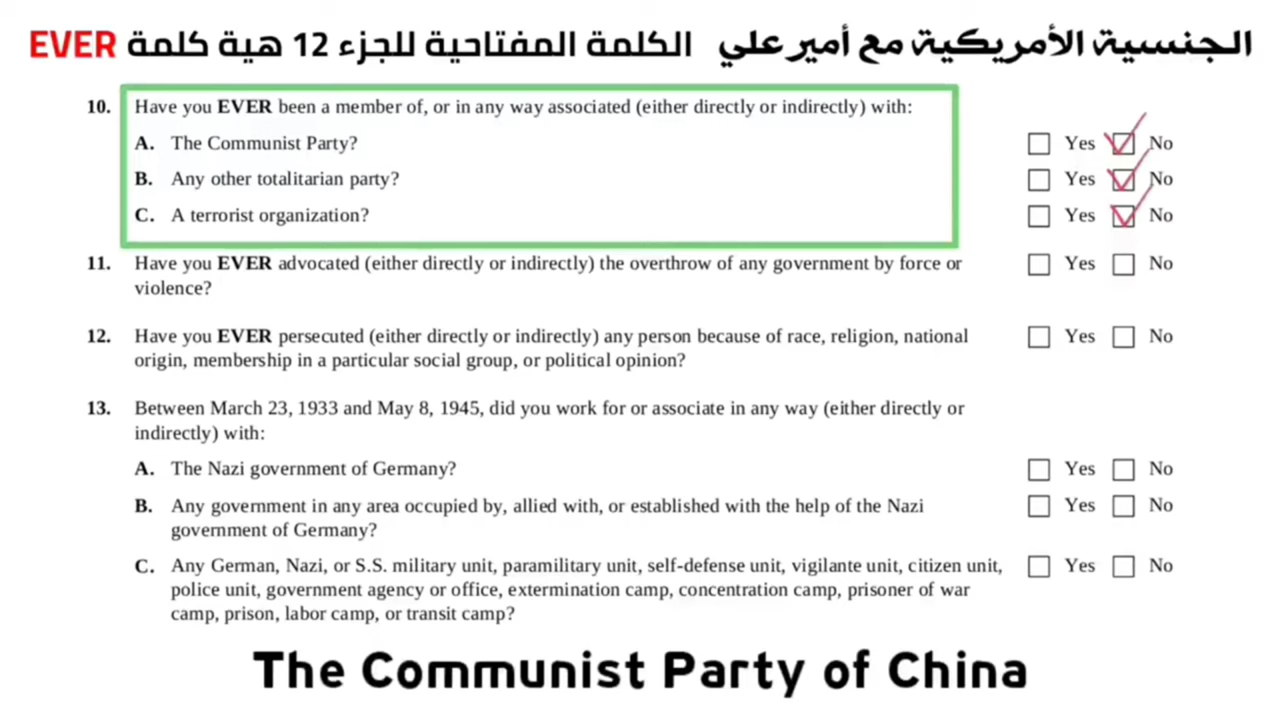 الجنسية الأمريكية مع أمير علي الكلمة المفتاحية للجزء 12 هية كلمة EVER
10. Have you EVER been a member of, or in any way associated (either directly or indirectly) with:
A. The Communist Party? Yes No
B. Any other totalitarian party? Yes No
C. A terrorist organization? Yes No
11. Have you EVER advocated (either directly or indirectly) the overthrow of any government by force or Yes No
violence?
12. Have you EVER persecuted (either directly or indirectly) any person because of race, religion, national Yes No
origin, membership in a particular social group, or political opinion?
13. Between March 23, 1933 and May 8, 1945, did you work for or associate in any way (either directly or
indirectly) with:
A. The Nazi government of Germany? Yes No
B. Any government in any area occupied by, allied with, or established with the help of the Nazi Yes No
government of Germany?
C. Any German, Nazi, or S.S. military unit, paramilitary unit, self-defense unit, vigilante unit, citizen unit, Yes No
police unit, government agency or office, extermination camp, concentration camp, prisoner of war
camp, prison, labor camp, or transit camp?
The Communist Party of China